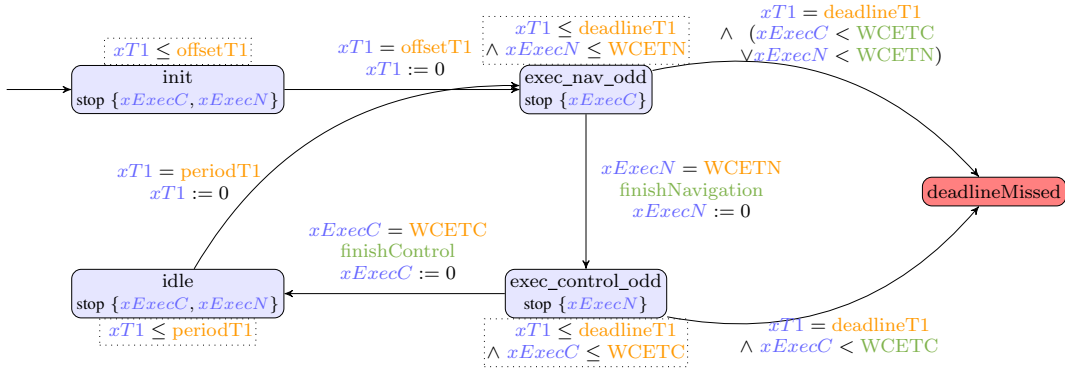 xT1 ≤ offsetT1
init
stop {xExecC, xExecN}
xT1 = offsetT1
xT1 := 0
xT1 ≤ deadlineT1
∧ xExecN ≤ WCETN
exec_nav_odd
stop {xExecC}
xT1 = deadlineT1
∧ (xExecC < WCETC
∨xExecN < WCETN)
xT1 = periodT1
xT1 := 0
xExecN = WCETN
finishNavigation
xExecN := 0
deadlineMissed
xExecC = WCETC
finishControl
xExecC := 0
idle
stop {xExecC, xExecN}
xT1 ≤ periodT1
exec_control_odd
stop {xExecN}
xT1 ≤ deadlineT1
∧ xExecC ≤ WCETC
xT1 = deadlineT1
∧ xExecC < WCETC